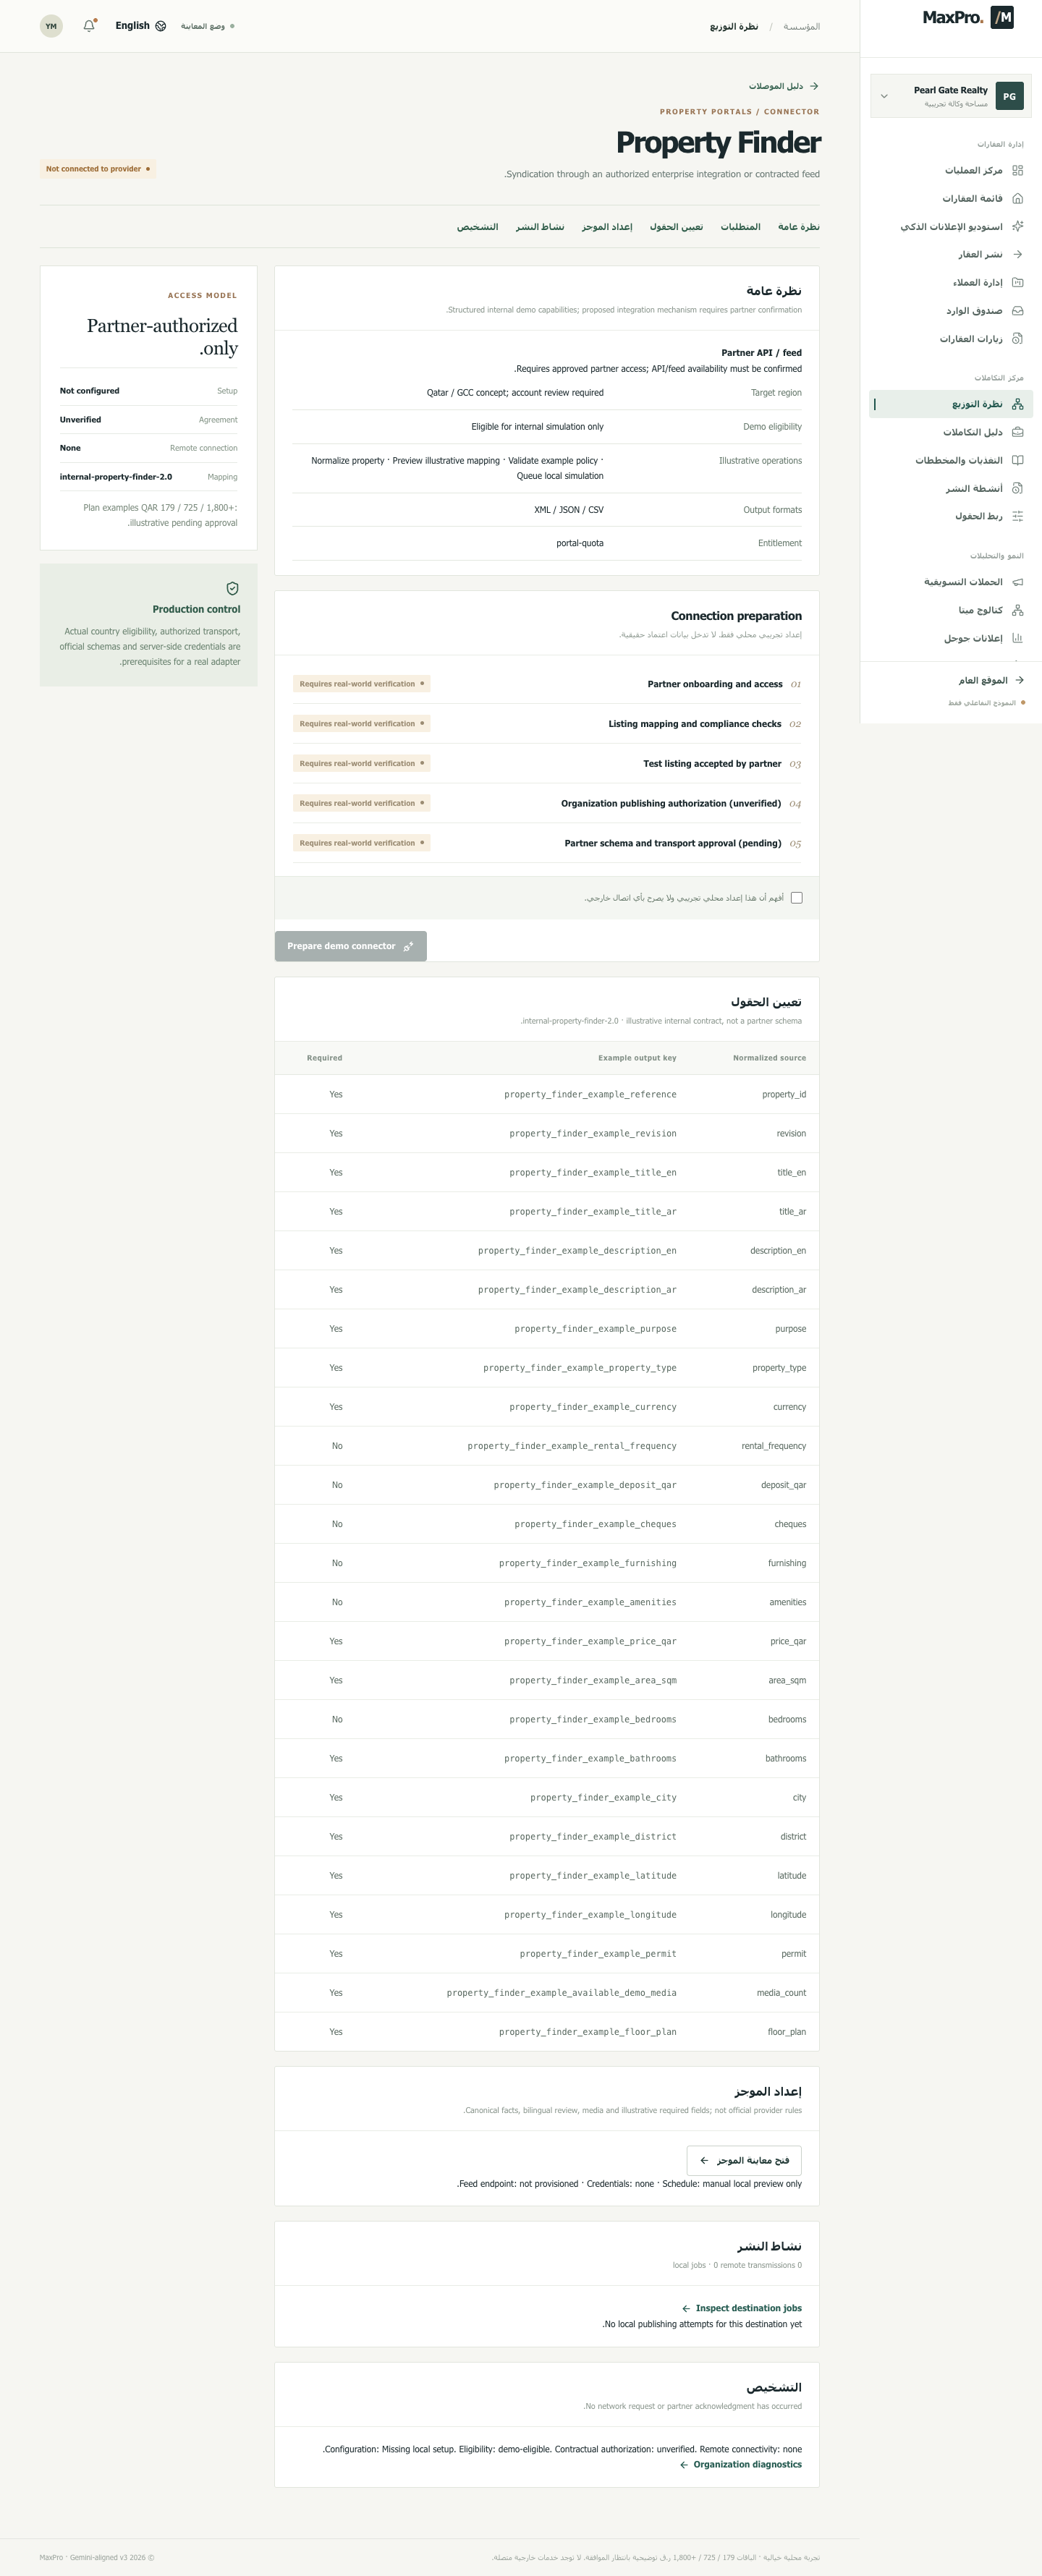 MaxPro. /M
Pearl Gate Realty
مساحة وكالة تجريبية
PG
إدارة العقارات
مركز العمليات
قائمة العقارات
استوديو الإعلانات الذكي
نشر العقار
إدارة العملاء
صندوق الوارد
زيارات العقارات
مركز التكاملات
نظرة التوزيع
دليل التكاملات
التغذيات والمخططات
أنشطة النشر
ربط الحقول
النمو والتحليلات
الحملات التسويقية
كتالوج ميتا
إعلانات جوجل
الموقع العام
النموذج التفاعلي فقط
المؤسسة / نظرة التوزيع
وضع المعاينة
English
YM
دليل الموصلات
PROPERTY PORTALS / CONNECTOR
Property Finder
Syndication through an authorized enterprise integration or contracted feed.
Not connected to provider
نظرة عامة
المتطلبات
تعيين الحقول
إعداد الموجز
نشاط النشر
التشخيص
نظرة عامة
Structured internal demo capabilities; proposed integration mechanism requires partner confirmation.
Partner API / feed
Requires approved partner access; API/feed availability must be confirmed.
Target region Qatar / GCC concept; account review required
Demo eligibility Eligible for internal simulation only
Illustrative operations Normalize property · Preview illustrative mapping · Validate example policy ·
Queue local simulation
Output formats XML / JSON / CSV
Entitlement portal-quota
ACCESS MODEL
Partner-authorized
only.
Setup Not configured
Agreement Unverified
Remote connection None
Mapping internal-property-finder-2.0
Plan examples QAR 179 / 725 / 1,800+:
illustrative pending approval.
Production control
Actual country eligibility, authorized transport,
official schemas and server-side credentials are
prerequisites for a real adapter.
Connection preparation
إعداد تجريبي محلي فقط. لا تدخل بيانات اعتماد حقيقية.
01 Partner onboarding and access Requires real-world verification
02 Listing mapping and compliance checks Requires real-world verification
03 Test listing accepted by partner Requires real-world verification
04 Organization publishing authorization (unverified) Requires real-world verification
05 Partner schema and transport approval (pending) Requires real-world verification
أفهم أن هذا إعداد محلي تجريبي ولا يصرح بأي اتصال خارجي.
Prepare demo connector
تعيين الحقول
internal-property-finder-2.0 · illustrative internal contract, not a partner schema.
Normalized source Example output key Required
property_id property_finder_example_reference Yes
revision property_finder_example_revision Yes
title_en property_finder_example_title_en Yes
title_ar property_finder_example_title_ar Yes
description_en property_finder_example_description_en Yes
description_ar property_finder_example_description_ar Yes
purpose property_finder_example_purpose Yes
property_type property_finder_example_property_type Yes
currency property_finder_example_currency Yes
rental_frequency property_finder_example_rental_frequency No
deposit_qar property_finder_example_deposit_qar No
cheques property_finder_example_cheques No
furnishing property_finder_example_furnishing No
amenities property_finder_example_amenities No
price_qar property_finder_example_price_qar Yes
area_sqm property_finder_example_area_sqm Yes
bedrooms property_finder_example_bedrooms No
bathrooms property_finder_example_bathrooms Yes
city property_finder_example_city Yes
district property_finder_example_district Yes
latitude property_finder_example_latitude Yes
longitude property_finder_example_longitude Yes
permit property_finder_example_permit Yes
media_count property_finder_example_available_demo_media Yes
floor_plan property_finder_example_floor_plan Yes
إعداد الموجز
Canonical facts, bilingual review, media and illustrative required fields; not official provider rules.
فتح معاينة الموجز
Feed endpoint: not provisioned · Credentials: none · Schedule: manual local preview only.
نشاط النشر
0 local jobs · 0 remote transmissions
Inspect destination jobs
No local publishing attempts for this destination yet.
التشخيص
No network request or partner acknowledgment has occurred.
Configuration: Missing local setup. Eligibility: demo-eligible. Contractual authorization: unverified. Remote connectivity: none.
Organization diagnostics
تجربة محلية خيالية · الباقات 179 / 725 / +1,800 ر.ق توضيحية بانتظار الموافقة. لا توجد خدمات خارجية متصلة.
MaxPro · Gemini-aligned v3 2026 ©